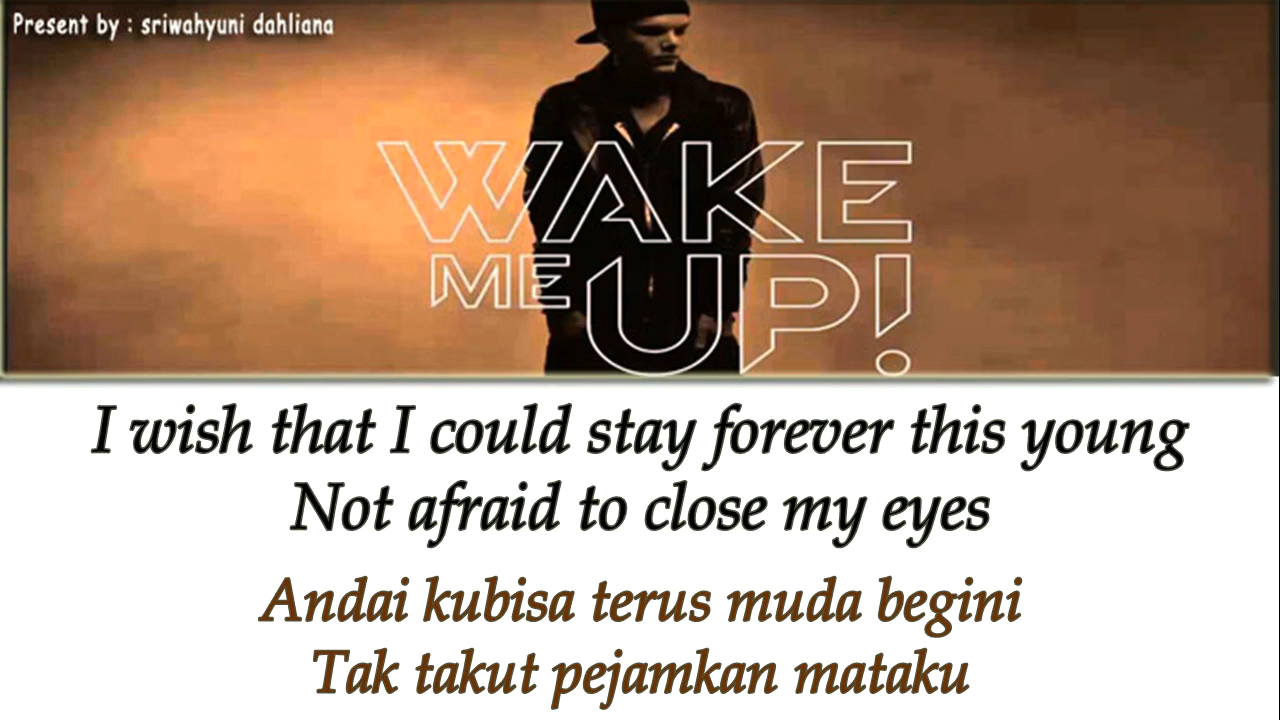 Present by : sriwahyuni dahliana
WAKE
ME UP!
I wish that I could stay forever this young
Not afraid to close my eyes
Andai kubisa terus muda begini
Tak takut pejamkan mataku